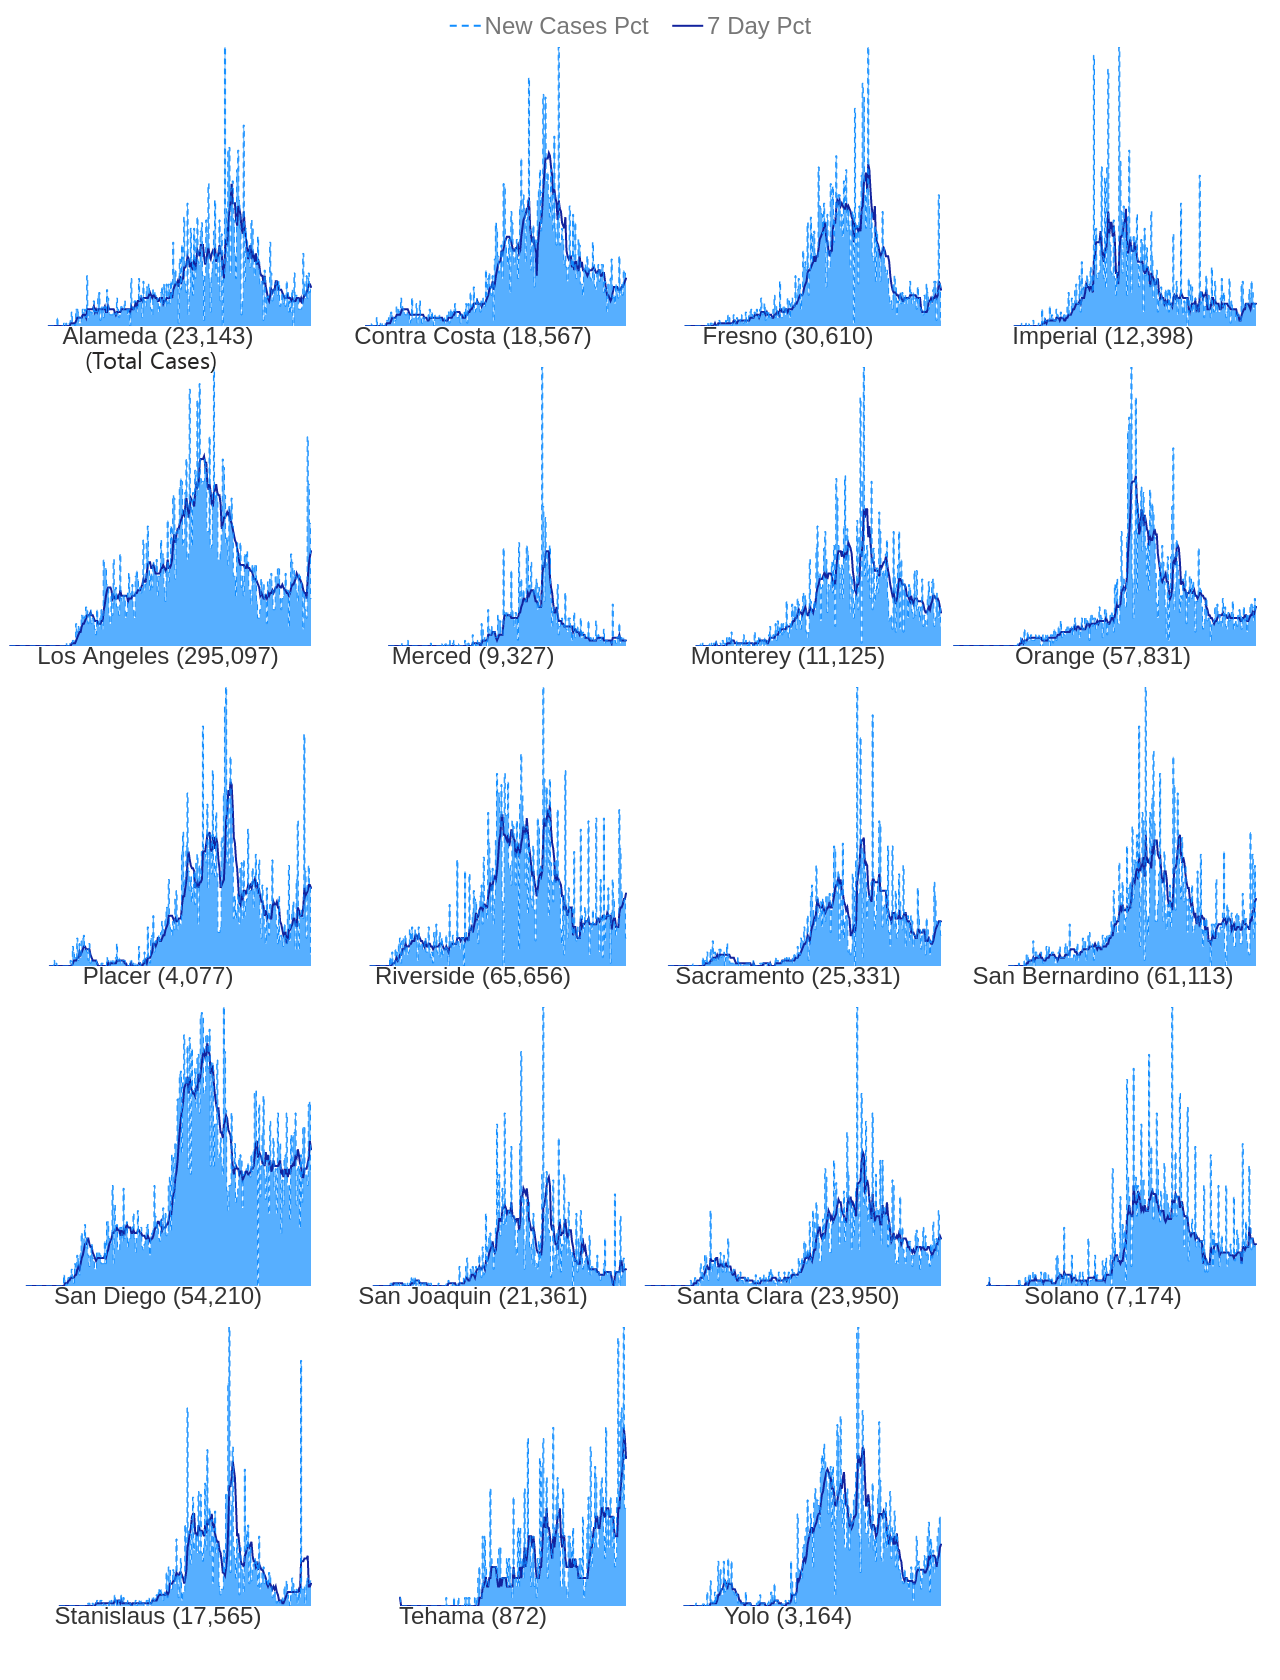 New Cases Pct 7 Day Pct
Alameda (23,143) Contra Costa (18,567) Fresno (30,610) Imperial (12,398)
(Total Cases)
Los Angeles (295,097) Merced (9,327) Monterey (11,125) Orange (57,831)
Placer (4,077) Riverside (65,656) Sacramento (25,331) San Bernardino (61,113)
San Diego (54,210) San Joaquin (21,361) Santa Clara (23,950) Solano (7,174)
Stanislaus (17,565) Tehama (872) Yolo (3,164)